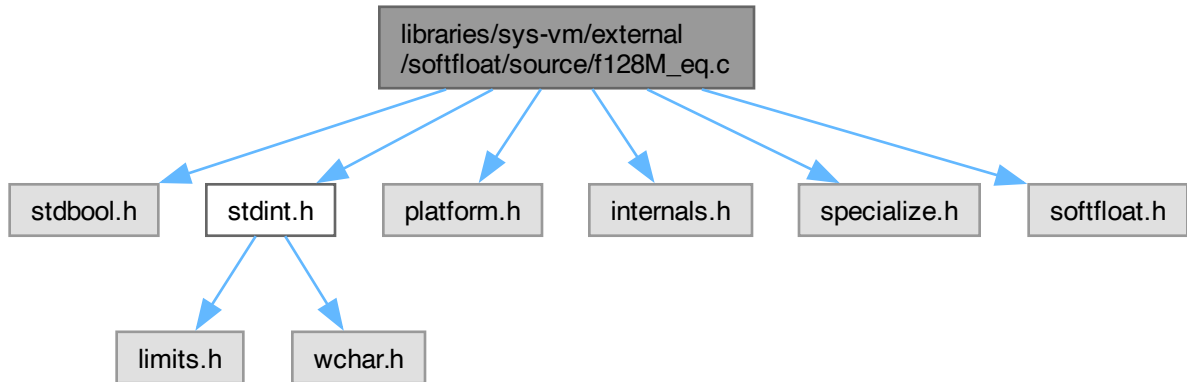 libraries/sys-vm/external
/softfloat/source/f128M_eq.c
stdbool.h
stdint.h
platform.h
internals.h
specialize.h
softfloat.h
limits.h
wchar.h